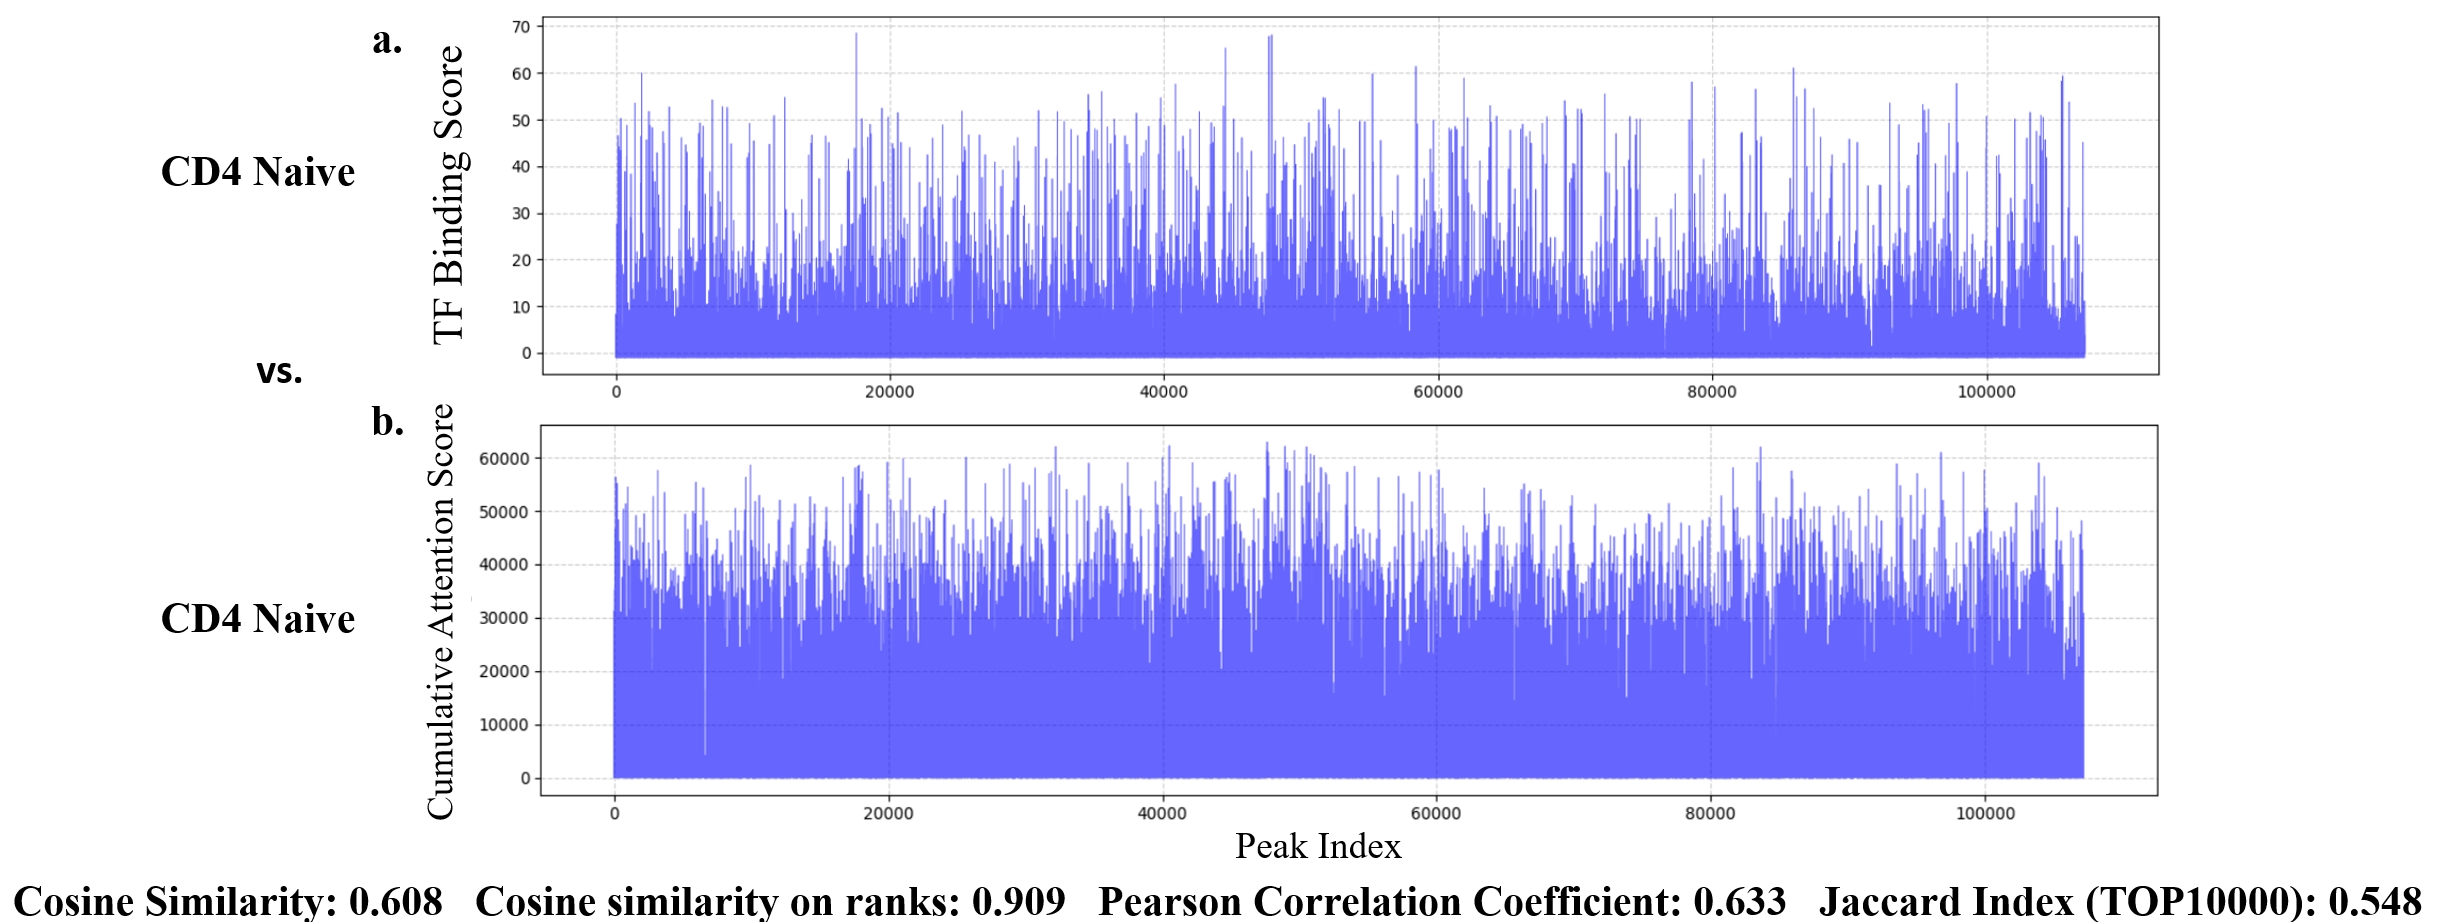 a.
TF Binding Score
CD4 Naive
70
60
50
40
30
20
10
0
0 20000 40000 60000 80000 100000
vs.
b.
Cumulative Attention Score
CD4 Naive
60000
50000
40000
30000
20000
10000
0
0 20000 40000 60000 80000 100000
Peak Index
Cosine Similarity: 0.608 Cosine similarity on ranks: 0.909 Pearson Correlation Coefficient: 0.633 Jaccard Index (TOP10000): 0.548